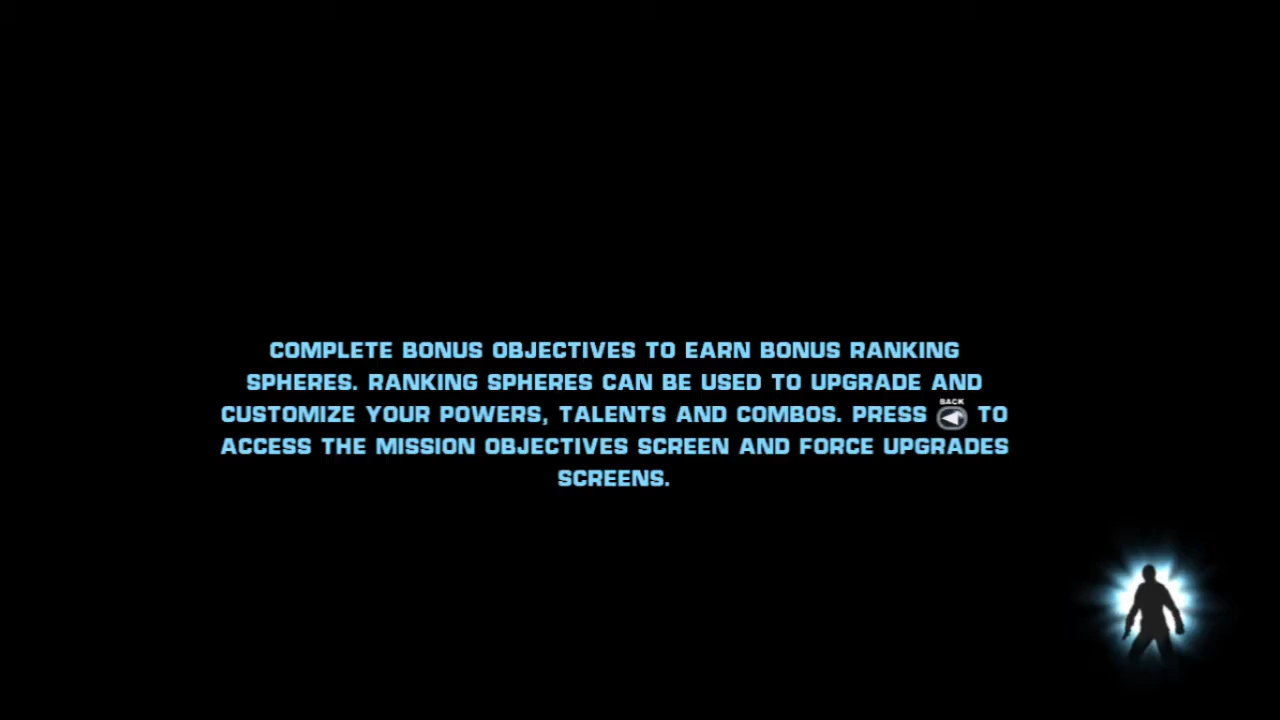 COMPLETE BONUS OBJECTIVES TO EARN BONUS RANKING
SPHERES. RANKING SPHERES CAN BE USED TO UPGRADE AND
CUSTOMIZE YOUR POWERS, TALENTS AND COMBOS. PRESS BACK TO
ACCESS THE MISSION OBJECTIVES SCREEN AND FORCE UPGRADES
SCREENS.